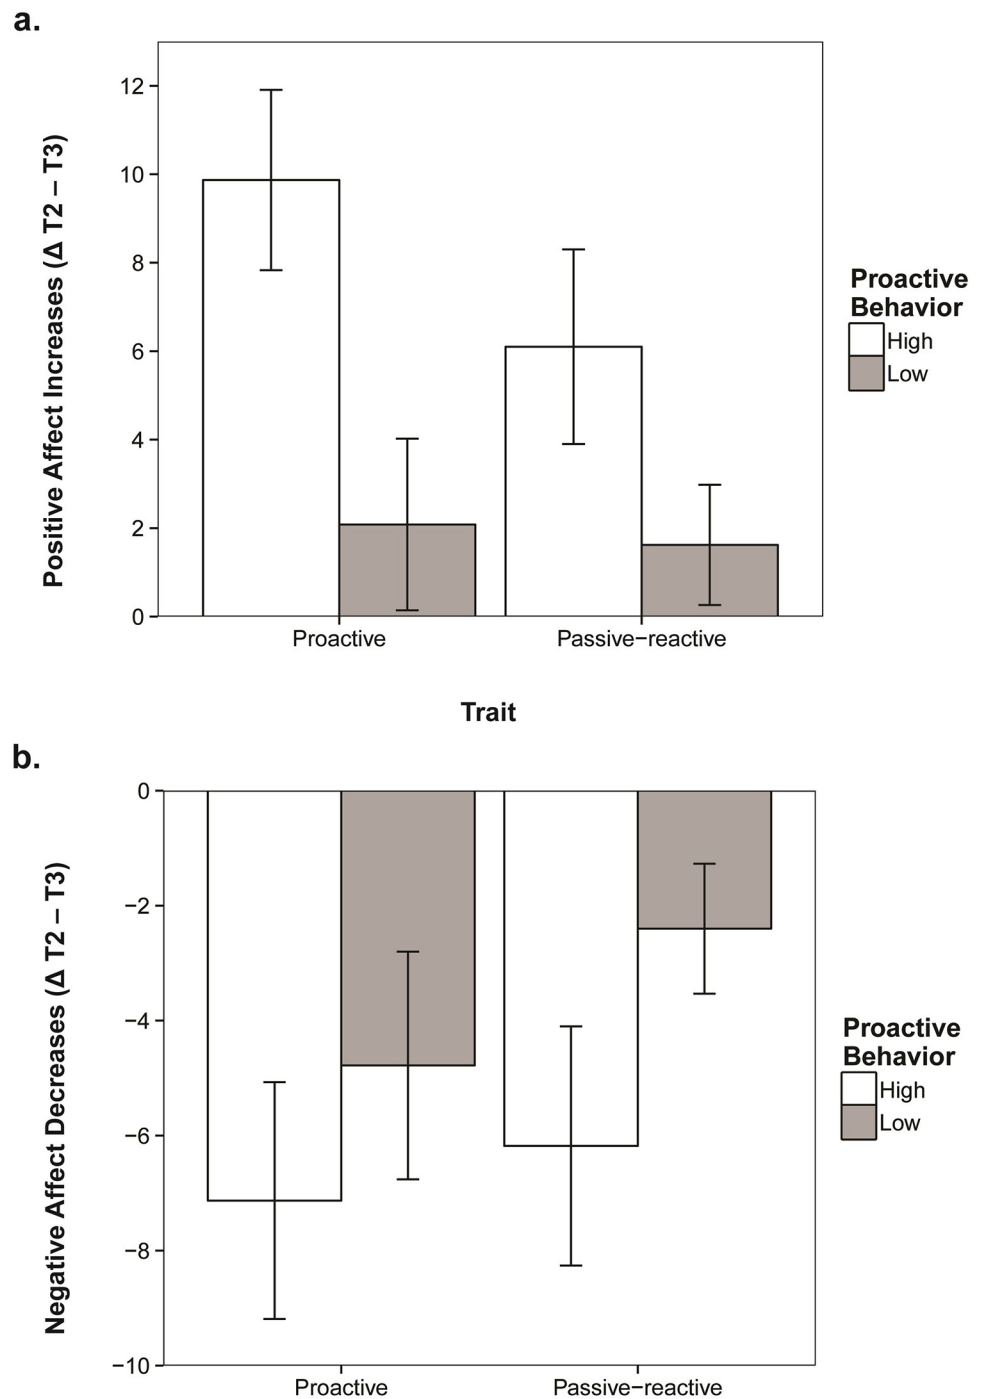 a.
Positive Affect Increases (Δ T2 – T3)
12
10
8
6
4
2
0
Proactive
Passive−reactive
Trait
Proactive
Behavior
High
Low
b.
Negative Affect Decreases (Δ T2 – T3)
0
−2
−4
−6
−8
−10
Proactive
Passive−reactive
Proactive
Behavior
High
Low